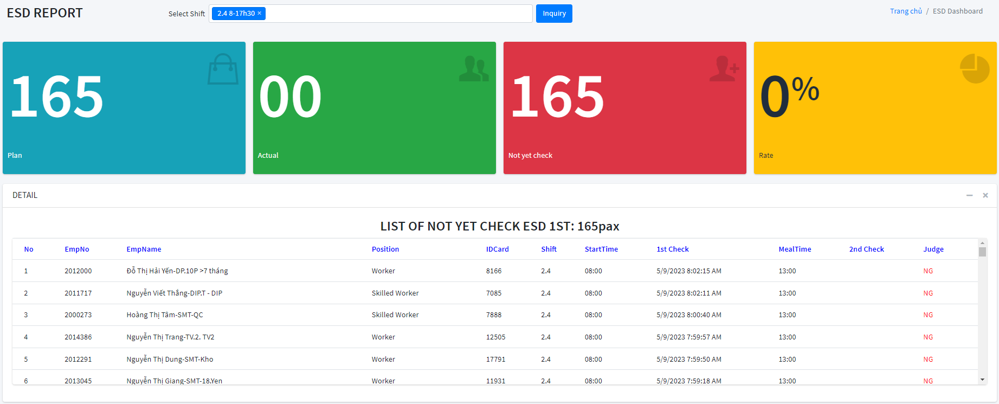 ESD REPORT
Select Shift 2.4 8-17h30 × Inquiry
Trang chủ / ESD Dashboard
165
Plan
00
Actual
165
Not yet check
0%
Rate
DETAIL
LIST OF NOT YET CHECK ESD 1ST: 165pax
No EmpNo EmpName Position IDCard Shift StartTime 1st Check MealTime 2nd Check Judge
1 2012000 Đỗ Thị Hải Yến-DP.10P >7 tháng Worker 8166 2.4 08:00 5/9/2023 8:02:15 AM 13:00 NG
2 2011717 Nguyễn Viết Thắng-DIP.T - DIP Skilled Worker 7085 2.4 08:00 5/9/2023 8:02:11 AM 13:00 NG
3 2000273 Hoàng Thị Tâm-SMT-QC Skilled Worker 7888 2.4 08:00 5/9/2023 8:00:40 AM 13:00 NG
4 2014386 Nguyễn Thị Trang-TV.2. TV2 Worker 12505 2.4 08:00 5/9/2023 7:59:57 AM 13:00 NG
5 2012291 Nguyễn Thị Dung-SMT-Kho Worker 17791 2.4 08:00 5/9/2023 7:59:50 AM 13:00 NG
6 2013045 Nguyễn Thị Giang-SMT-18.Yen Worker 11931 2.4 08:00 5/9/2023 7:59:18 AM 13:00 NG